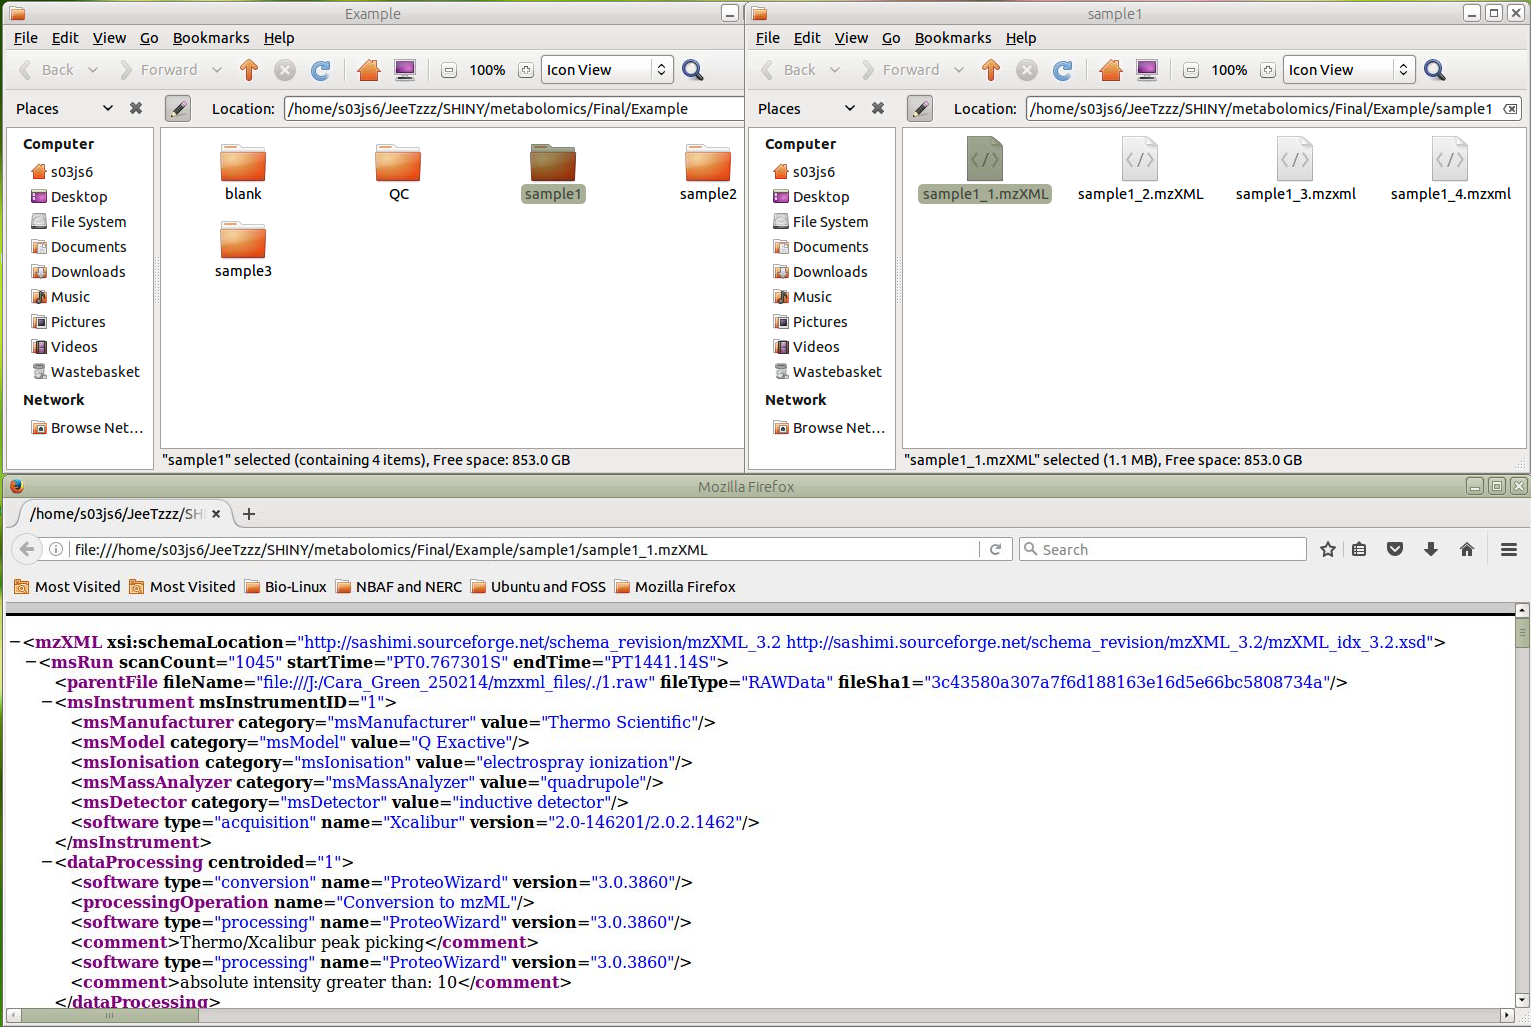 Example
File Edit View Go Bookmarks Help
Back Forward 100% Icon View
Places Location: /home/s03js6/JeeTzzz/SHINY/metabolomics/Final/Example
Computer
s03js6
Desktop
File System
Documents
Downloads
Music
Pictures
Videos
Wastebasket
Network
Browse Net...
blank QC sample1 sample2
sample3
"sample1" selected (containing 4 items), Free space: 853.0 GB
sample1
File Edit View Go Bookmarks Help
Back Forward 100% Icon View
Places Location: /home/s03js6/JeeTzzz/SHINY/metabolomics/Final/Example/sample1
Computer
s03js6
Desktop
File System
Documents
Downloads
Music
Pictures
Videos
Wastebasket
Network
Browse Net...
sample1_1.mzXML sample1_2.mzXML sample1_3.mzxml sample1_4.mzxml
"sample1_1.mzXML" selected (1.1 MB), Free space: 853.0 GB
Mozilla Firefox
/home/s03js6/JeeTzzz/SH
file:///home/s03js6/JeeTzzz/SHINY/metabolomics/Final/Example/sample1/sample1_1.mzXML Search
Most Visited Most Visited Bio-Linux NBAF and NERC Ubuntu and FOSS Mozilla Firefox
−<mzXML xsi:schemaLocation="http://sashimi.sourceforge.net/schema_revision/mzXML_3.2 http://sashimi.sourceforge.net/schema_revision/mzXML_3.2/mzXML_idx_3.2.xsd">
−<msRun scanCount="1045" startTime="PT0.767301S" endTime="PT1441.14S">
<parentFile fileName="file:///J:/Cara_Green_250214/mzxml_files/./1.raw" fileType="RAWData" fileSha1="3c43580a307a7f6d188163e16d5e66bc5808734a"/>
−<msInstrument msInstrumentID="1">
<msManufacturer category="msManufacturer" value="Thermo Scientific"/>
<msModel category="msModel" value="Q Exactive"/>
<msIonisation category="msIonisation" value="electrospray ionization"/>
<msMassAnalyzer category="msMassAnalyzer" value="quadrupole"/>
<msDetector category="msDetector" value="inductive detector"/>
<software type="acquisition" name="Xcalibur" version="2.0-146201/2.0.2.1462"/>
</msInstrument>
−<dataProcessing centroided="1">
<software type="conversion" name="ProteoWizard" version="3.0.3860"/>
<processingOperation name="Conversion to mzML"/>
<software type="processing" name="ProteoWizard" version="3.0.3860"/>
<comment>Thermo/Xcalibur peak picking</comment>
<software type="processing" name="ProteoWizard" version="3.0.3860"/>
<comment>absolute intensity greater than: 10</comment>
</dataProcessing>